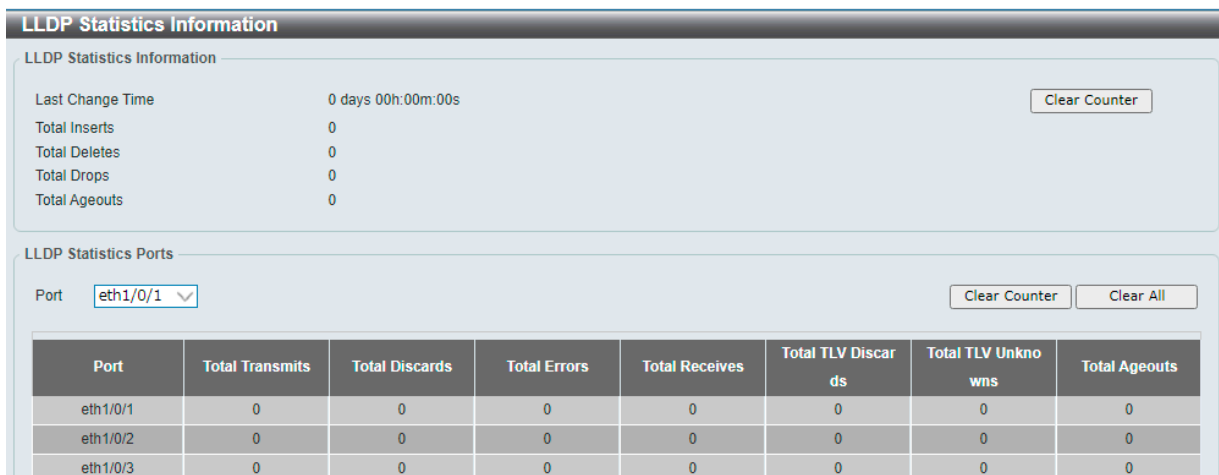 LLDP Statistics Information
LLDP Statistics Information
Last Change Time 0 days 00h:00m:00s Clear Counter
Total Inserts 0
Total Deletes 0
Total Drops 0
Total Ageouts 0
LLDP Statistics Ports
Port eth1/0/1 Clear Counter Clear All
Port Total Transmits Total Discards Total Errors Total Receives Total TLV Discar
ds Total TLV Unkno
wns Total Ageouts
eth1/0/1 0 0 0 0 0 0 0
eth1/0/2 0 0 0 0 0 0 0
eth1/0/3 0 0 0 0 0 0 0